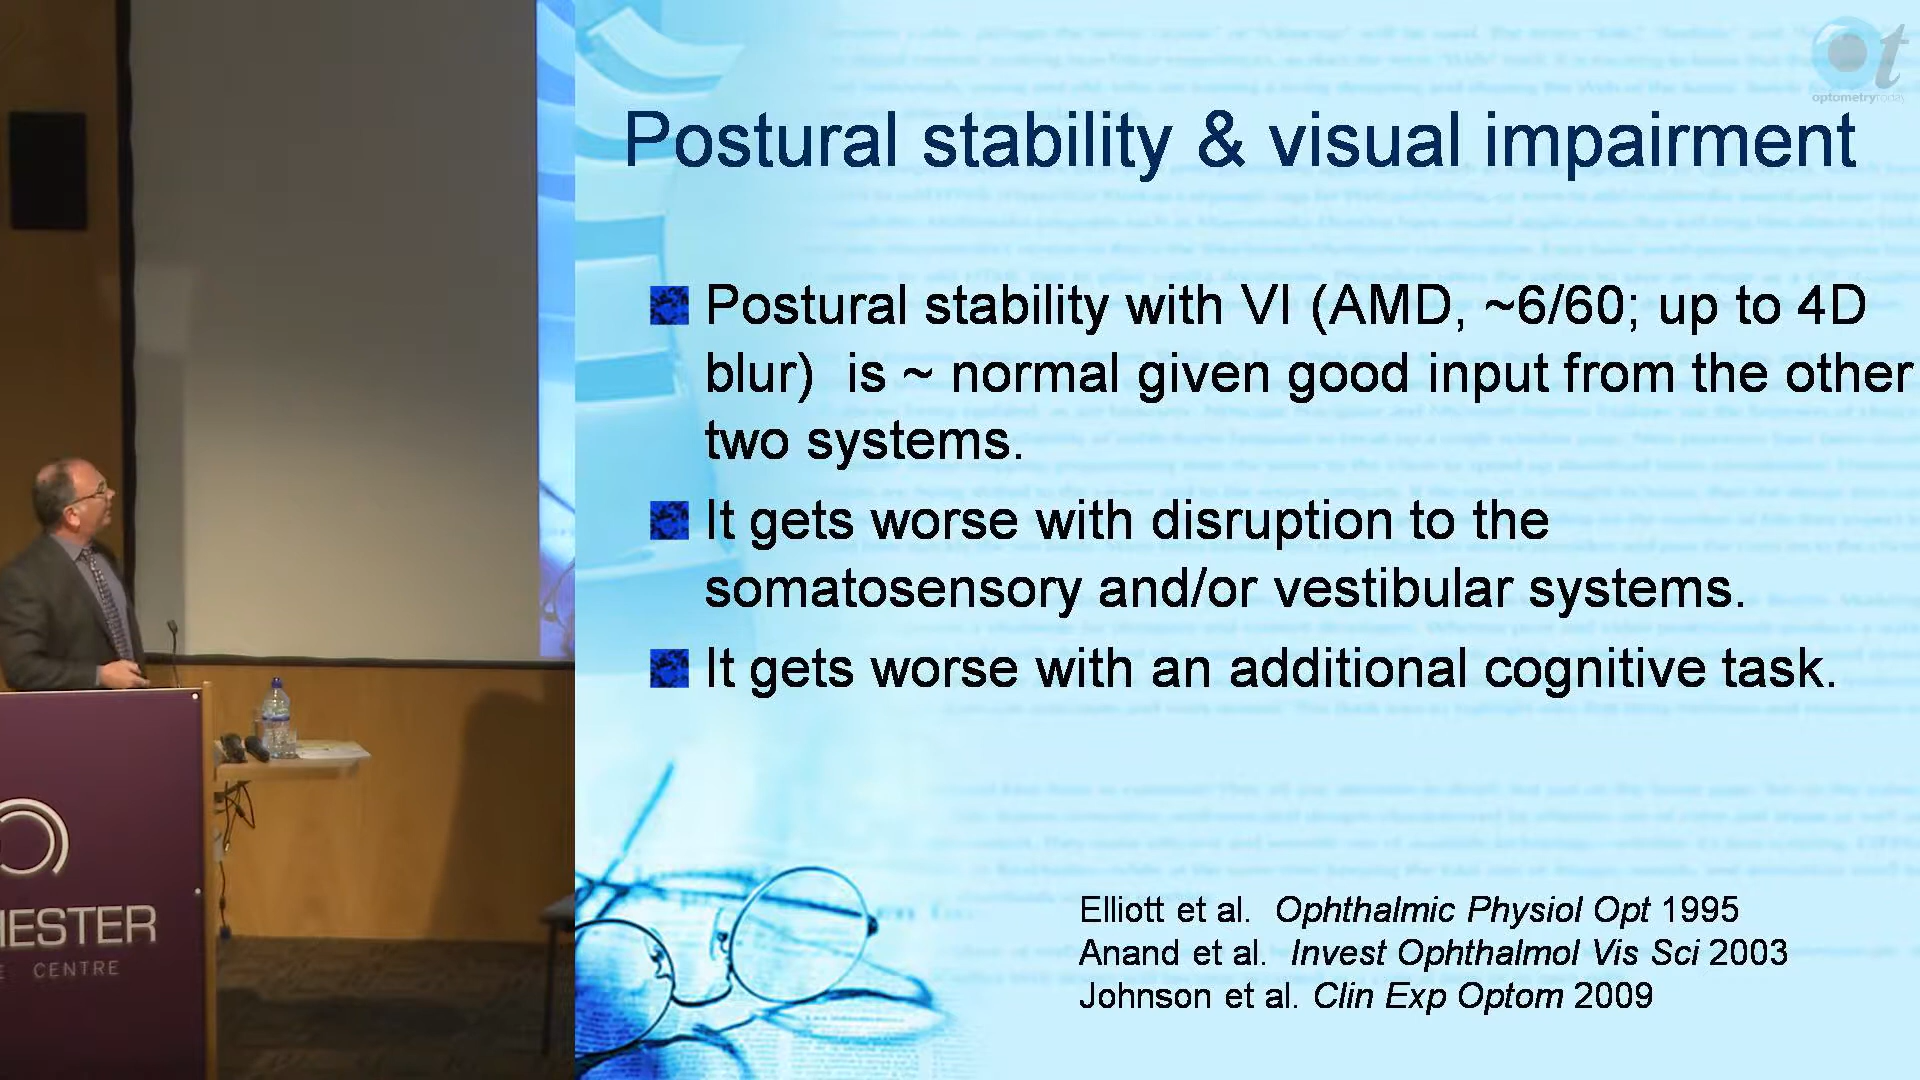 optometrytoday
Postural stability & visual impairment
Postural stability with VI (AMD, ~6/60; up to 4D
blur) is ~ normal given good input from the other
two systems.
It gets worse with disruption to the
somatosensory and/or vestibular systems.
It gets worse with an additional cognitive task.
Elliott et al. Ophthalmic Physiol Opt 1995
Anand et al. Invest Ophthalmol Vis Sci 2003
Johnson et al. Clin Exp Optom 2009
HESTER
E CENTRE